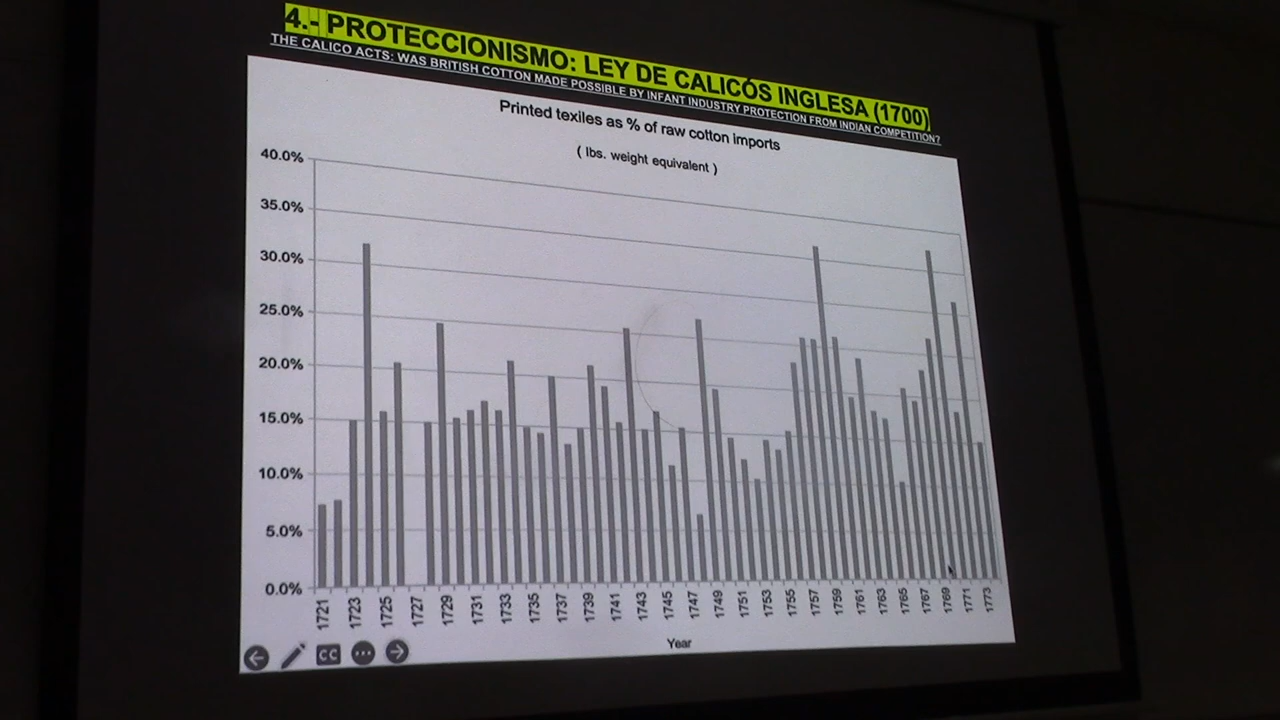 4.- PROTECCIONISMO: LEY DE CALICÓS INGLESA (1700)
THE CALICO ACTS: WAS BRITISH COTTON MADE POSSIBLE BY INFANT INDUSTRY PROTECTION FROM INDIAN COMPETITION?
Printed texiles as % of raw cotton imports
( lbs. weight equivalent )
40.0%
35.0%
30.0%
25.0%
20.0%
15.0%
10.0%
5.0%
0.0%
1721 1723 1725 1727 1729 1731 1733 1735 1737 1739 1741 1743 1745 1747 1749 1751 1753 1755 1757 1759 1761 1763 1765 1767 1769 1771 1773
Year
CC